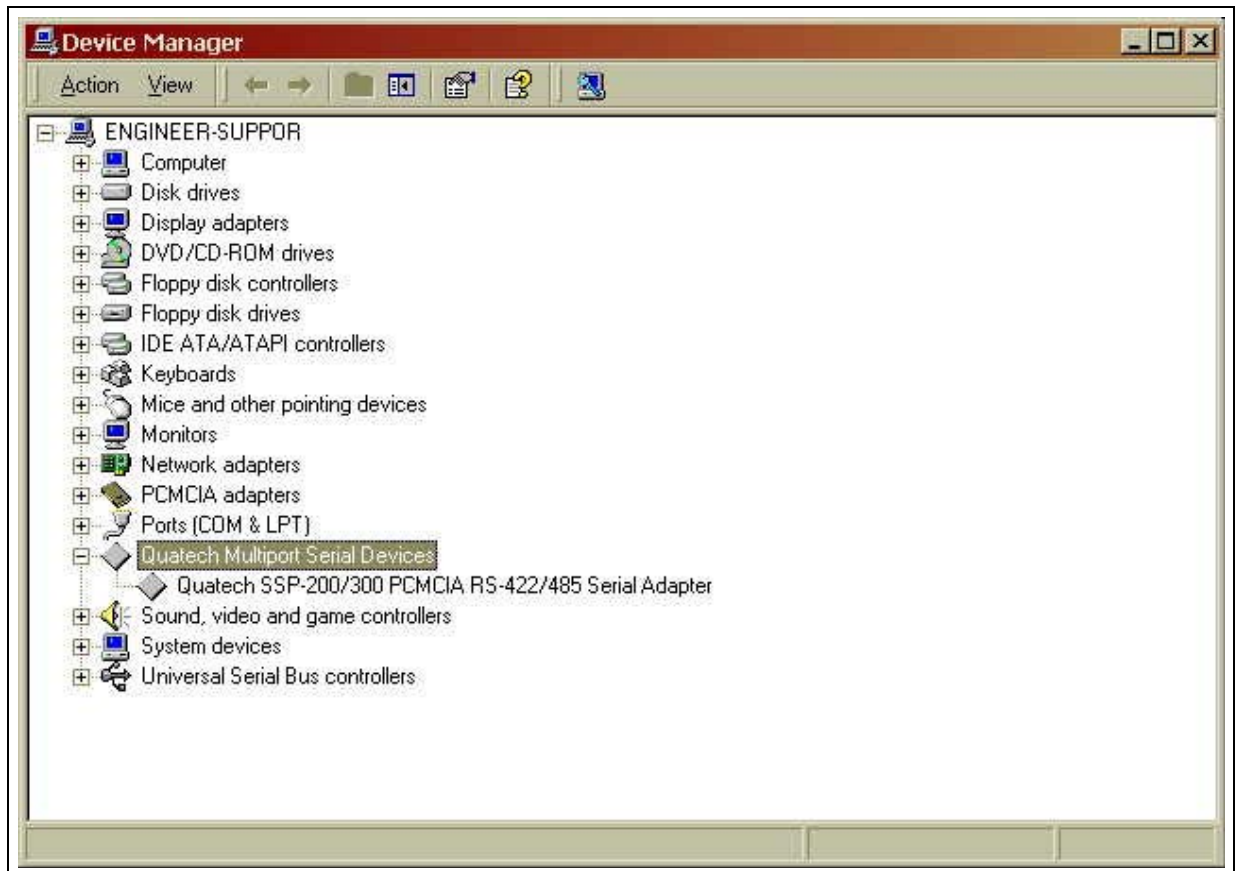 Device Manager
Action View
ENGINEER-SUPPOR
Computer
Disk drives
Display adapters
DVD/CD-ROM drives
Floppy disk controllers
Floppy disk drives
IDE ATA/ATAPI controllers
Keyboards
Mice and other pointing devices
Monitors
Network adapters
PCMCIA adapters
Ports (COM & LPT)
Quatech Multiport Serial Devices
Quatech SSP-200/300 PCMCIA RS-422/485 Serial Adapter
Sound, video and game controllers
System devices
Universal Serial Bus controllers